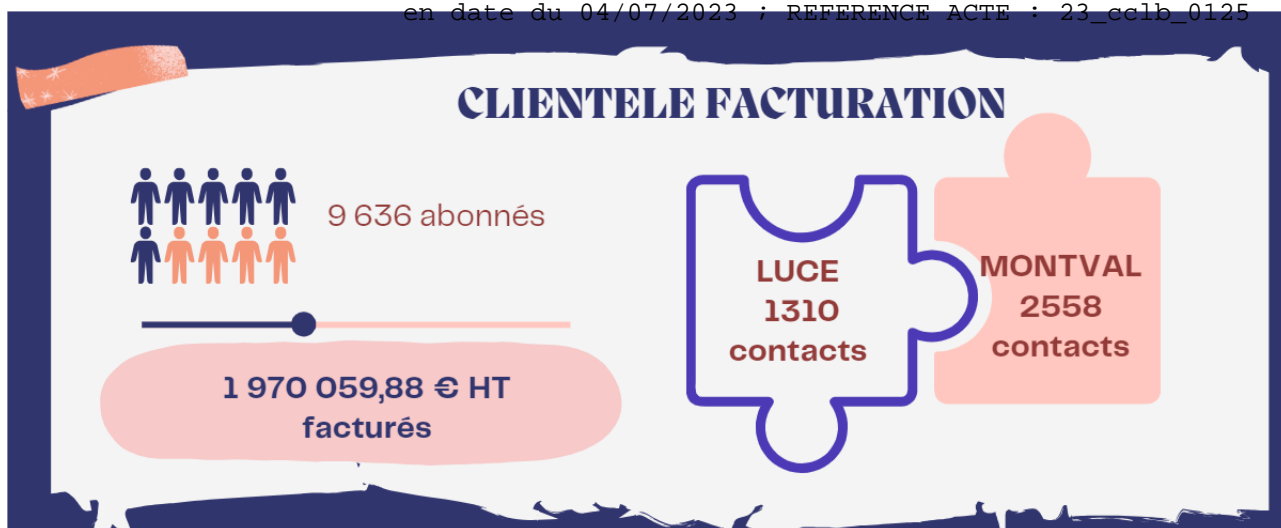 en date du 04/07/2023 ; REFERENCE ACTE : 23_cclb_0125
CLIENTELE FACTURATION
9 636 abonnés
1 970 059,88 € HT
facturés
LUCE
1310
contacts
MONTVAL
2558
contacts